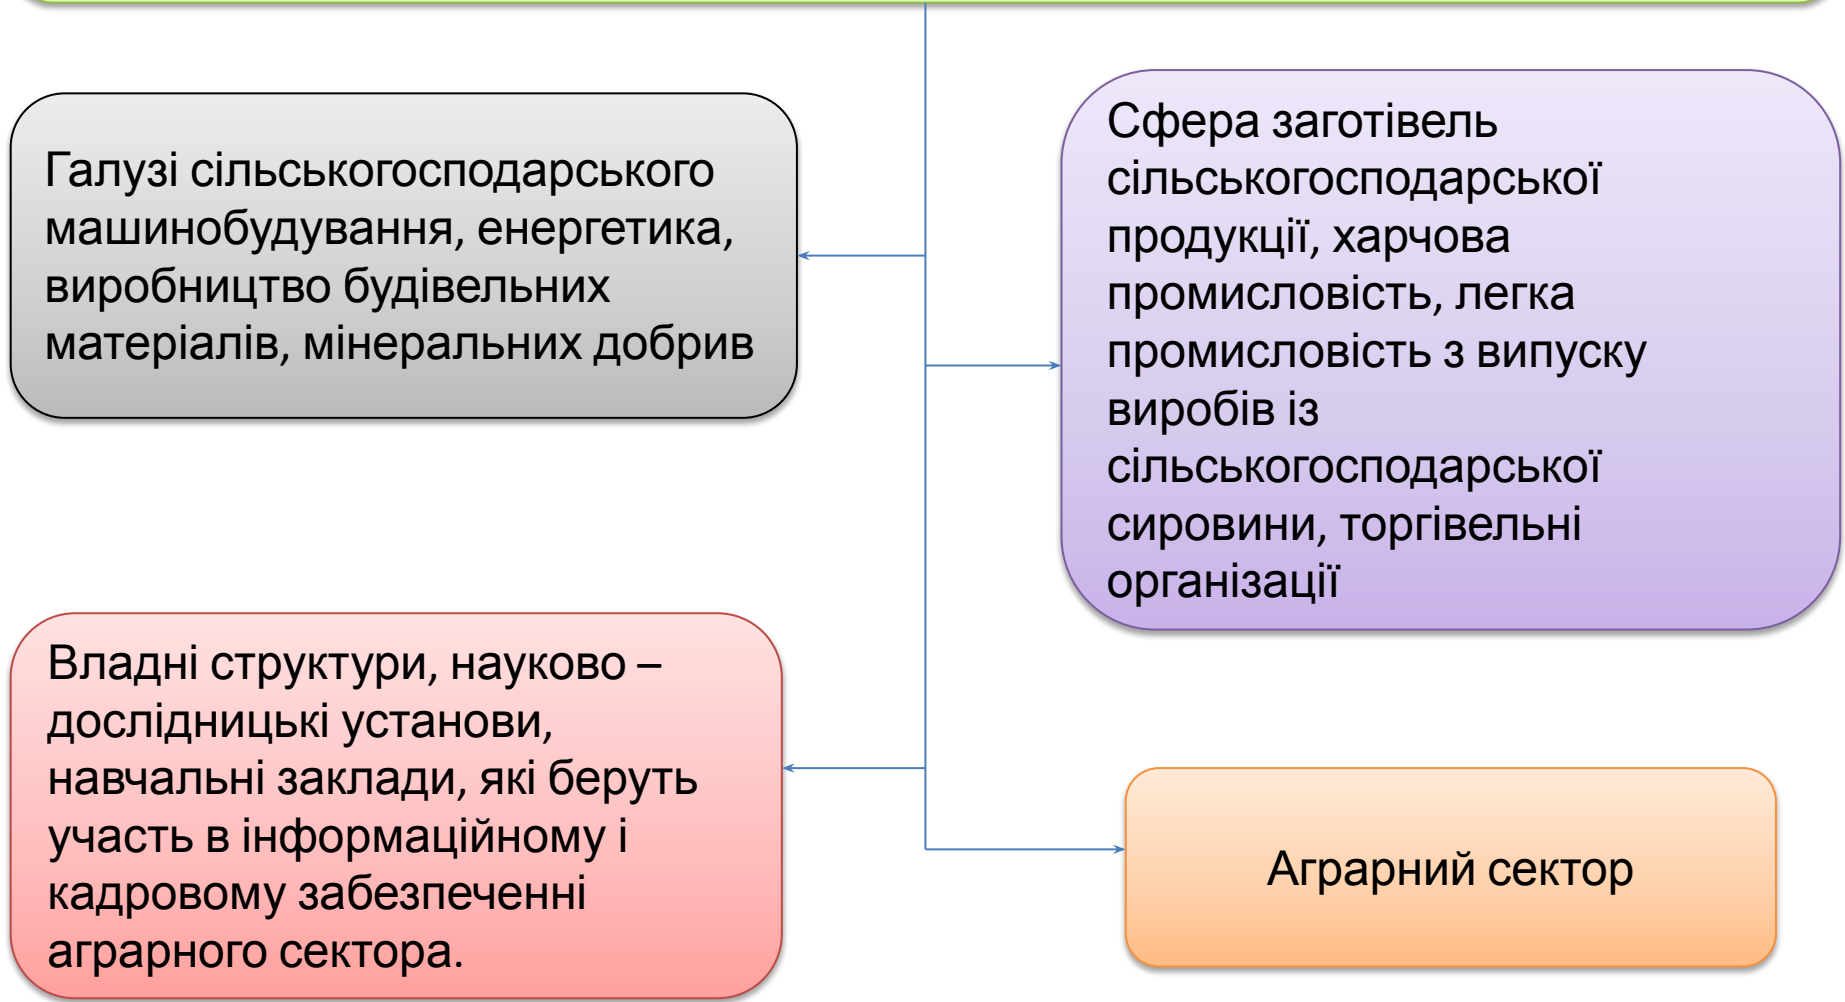 Галузі сільськогосподарського
машинобудування, енергетика,
виробництво будівельних
матеріалів, мінеральних добрив
Сфера заготівель
сільськогосподарської
продукції, харчова
промисловість, легка
промисловість з випуску
виробів із
сільськогосподарської
сировини, торгівельні
організації
Владні структури, науково –
дослідницькі установи,
навчальні заклади, які беруть
участь в інформаційному і
кадровому забезпеченні
аграрного сектора.
Аграрний сектор